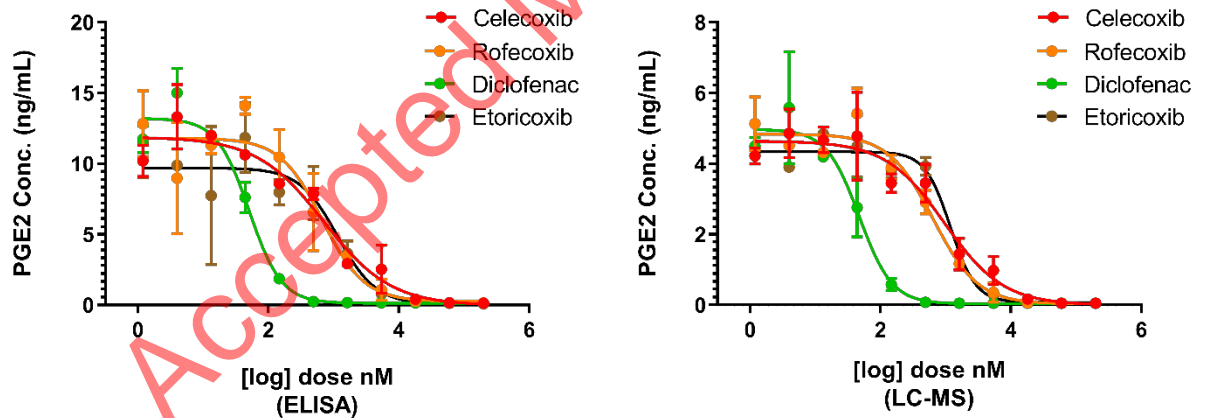 20
15
10
5
0
PGE2 Conc. (ng/mL)
0 2 4 6
[log] dose nM
(ELISA)
Celecoxib
Rofecoxib
Diclofenac
Etoricoxib
8
6
4
2
0
PGE2 Conc. (ng/mL)
0 2 4 6
[log] dose nM
(LC-MS)
Celecoxib
Rofecoxib
Diclofenac
Etoricoxib
Accepted M